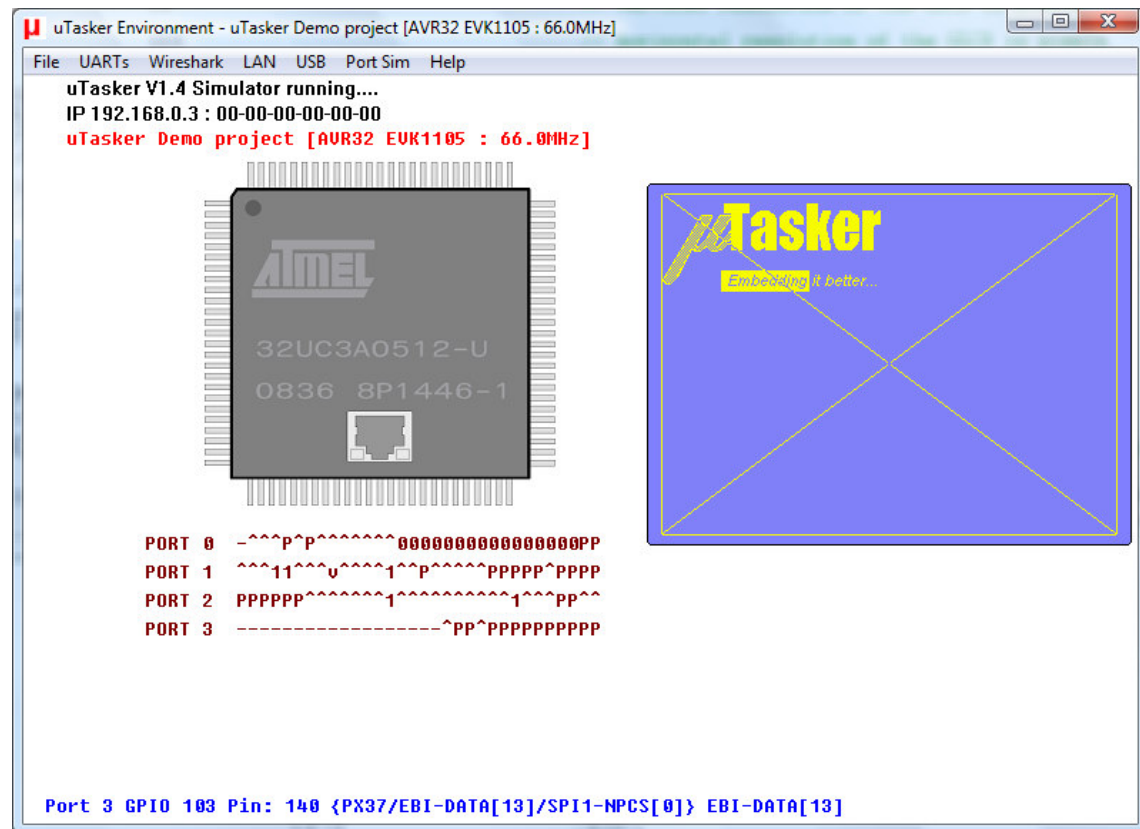 uTasker Environment - uTasker Demo project [AVR32 EVK1105 : 66.0MHz]
File UARTs Wireshark LAN USB Port Sim Help
uTasker V1.4 Simulator running....
IP 192.168.0.3 : 00-00-00-00-00-00
uTasker Demo project [AVR32 EVK1105 : 66.0MHz]
ATMEL
32UC3A0512-U
0836 8P1446-1
µTasker
Embedding it better...
PORT 0 -^^^P^P^^^^^^^0000000000000000PP
PORT 1 ^^^11^^^v^^^^1^^P^^^^^PPPPP^PPPP
PORT 2 PPPPPP^^^^^^^1^^^^^^^^^^1^^^PP^^
PORT 3 ------------------^PP^PPPPPPPPPP
Port 3 GPIO 103 Pin: 140 {PX37/EBI-DATA[13]/SPI1-NPCS[0]} EBI-DATA[13]